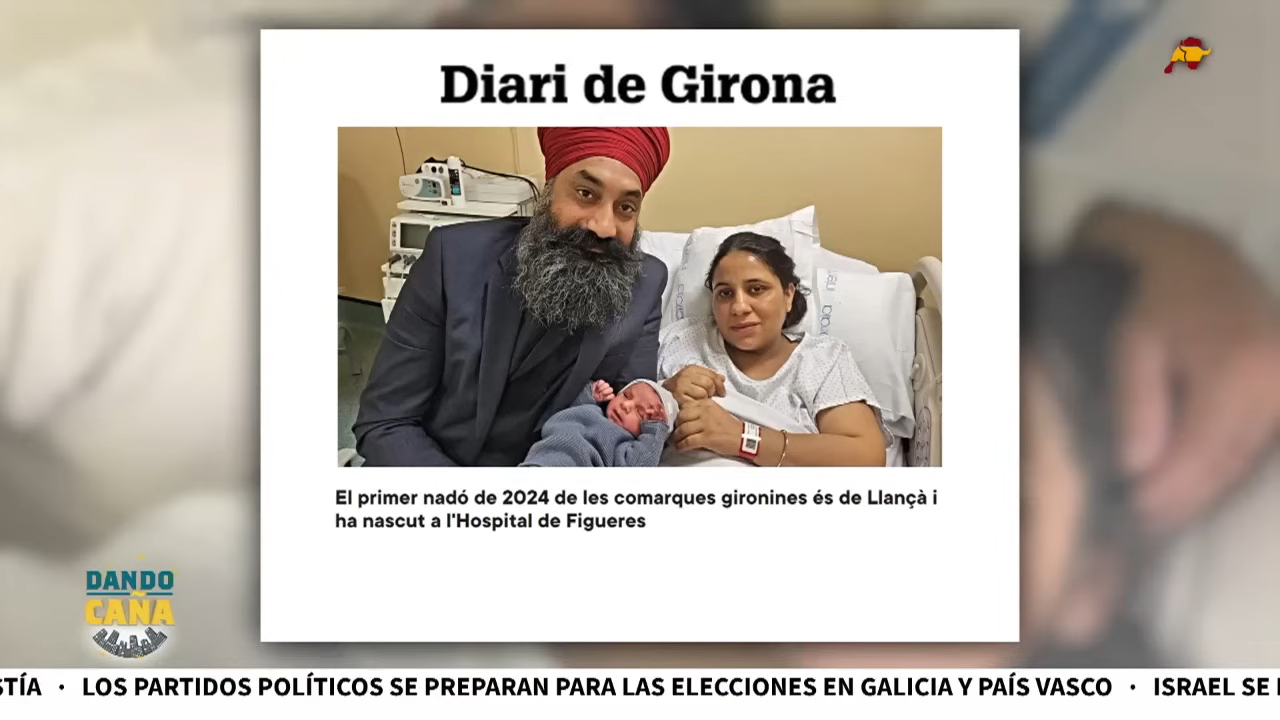 Diari de Girona
El primer nadó de 2024 de les comarques gironines és de Llançà i
ha nascut a l'Hospital de Figueres
DANDO
CAÑA
STÍA · LOS PARTIDOS POLÍTICOS SE PREPARAN PARA LAS ELECCIONES EN GALICIA Y PAÍS VASCO · ISRAEL SE